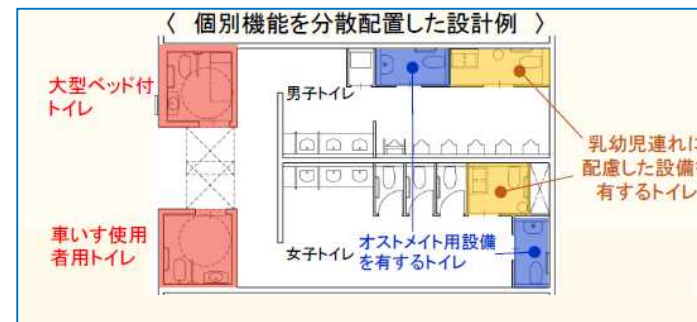 〈 個別機能を分散配置した設計例 〉
大型ベッド付
トイレ
男子トイレ
乳幼児連れに
配慮した設備を
有するトイレ
車いす使用
者用トイレ
女子トイレ
オストメイト用設備
を有するトイレ